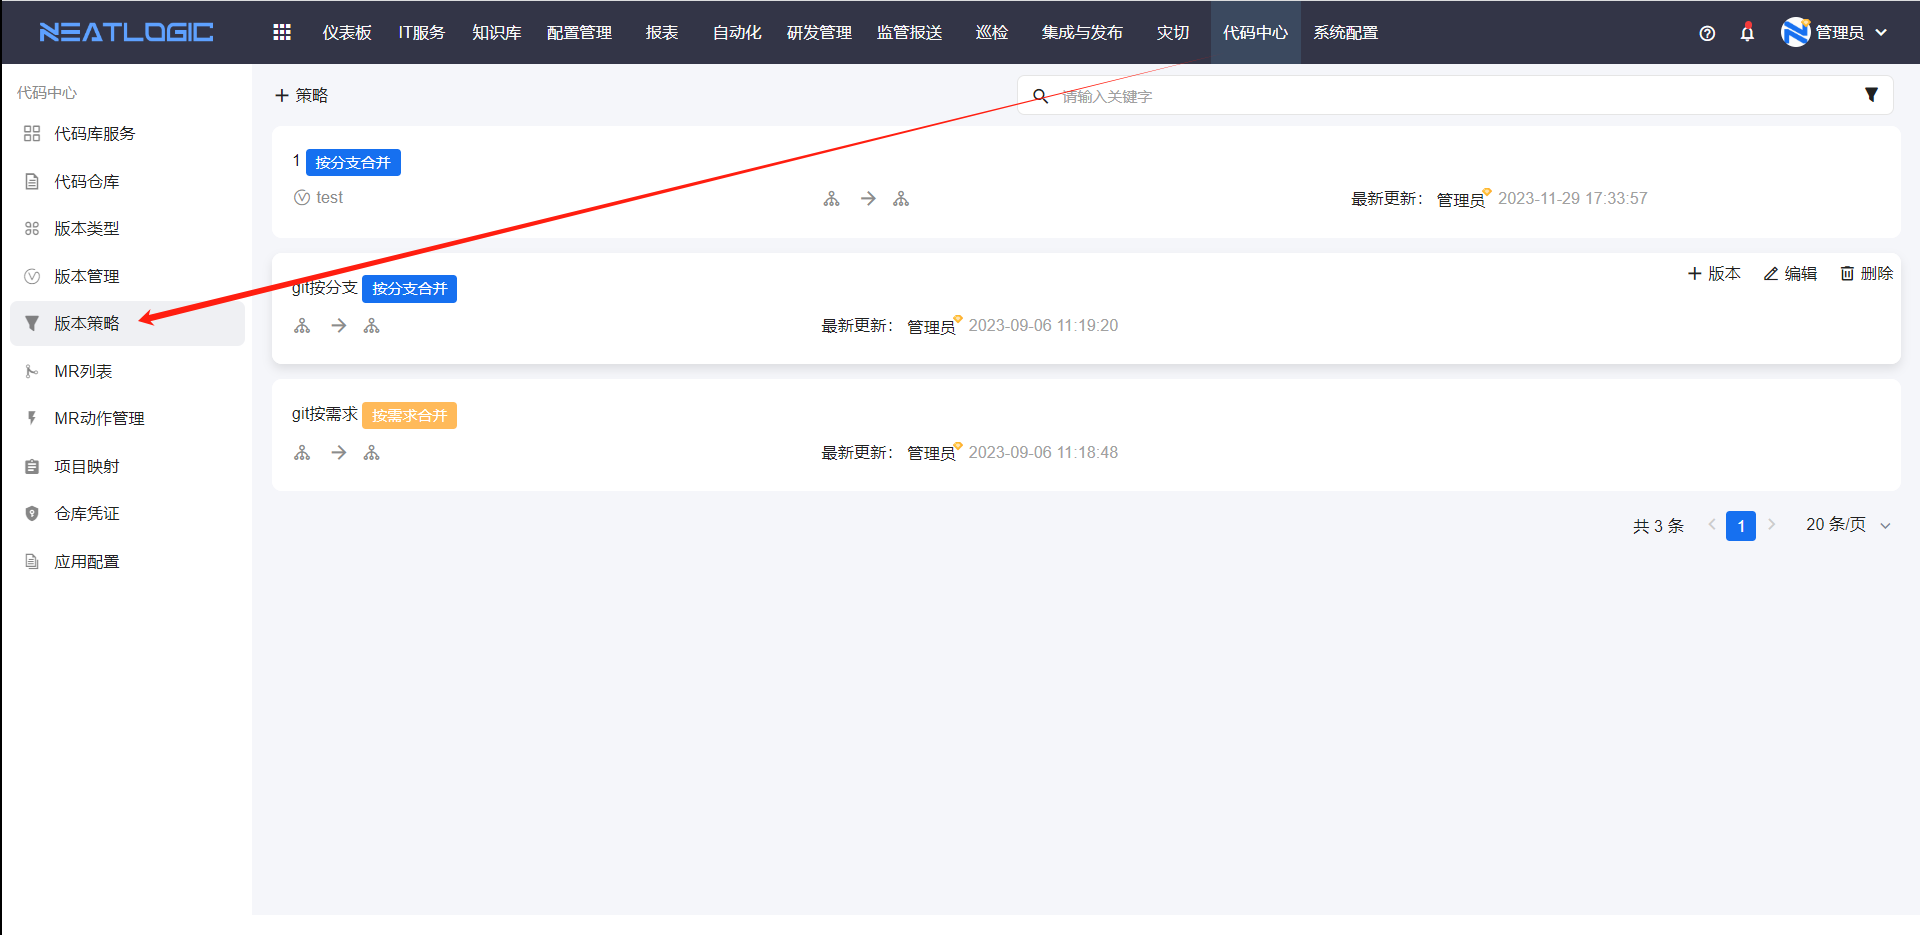 NEATLOGIC 仪表板 IT服务 知识库 配置管理 报表 自动化 研发管理 监管报送 巡检 集成与发布 灾切 代码中心 系统配置 管理员
代码中心
代码库服务
代码仓库
版本类型
版本管理
版本策略
MR列表
MR动作管理
项目映射
仓库凭证
应用配置
策略 请输入关键字
1 按分支合并
test 最新更新： 管理员 2023-11-29 17:33:57
git按分支 按分支合并 版本 编辑 删除
最新更新： 管理员 2023-09-06 11:19:20
git按需求 按需求合并
最新更新： 管理员 2023-09-06 11:18:48
共 3 条 1 20 条/页